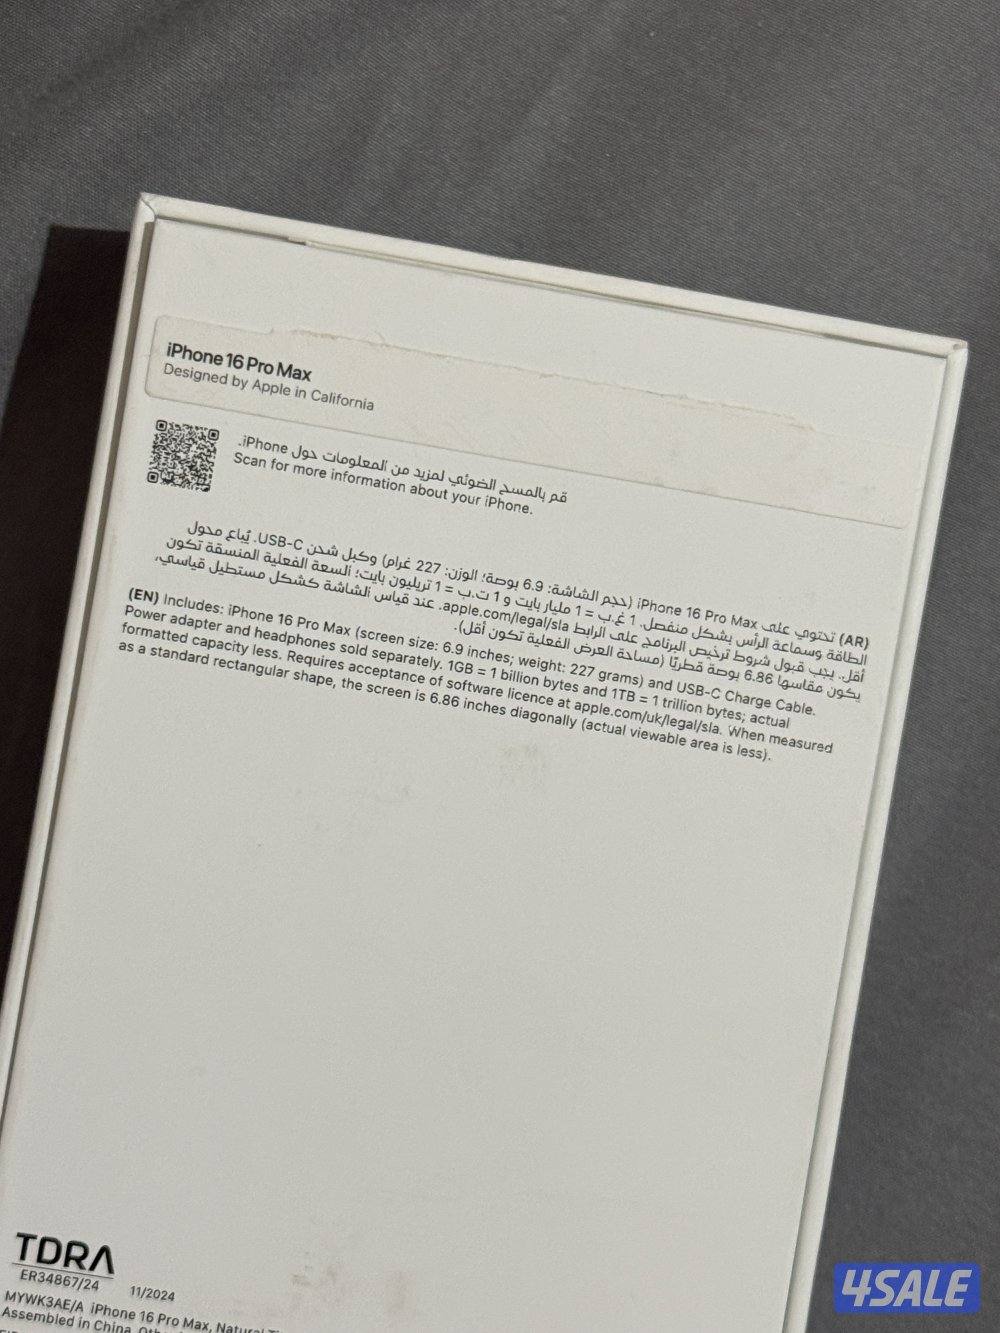 iPhone 16 Pro Max
Designed by Apple in California
قم بالمسح الضوئي لمزيد من المعلومات حول iPhone.
Scan for more information about your iPhone.
(AR) تحتوي على iPhone 16 Pro Max (حجم الشاشة: 6.9 بوصة؛ الوزن: 227 غرام) وكبل شحن USB-C. يُباع محول
الطاقة وسماعة الرأس بشكل منفصل. 1 غ.ب = 1 مليار بايت و 1 ت.ب = 1 تريليون بايت؛ السعة الفعلية المنسقة تكون
أقل. يجب قبول شروط ترخيص البرنامج على الرابط apple.com/legal/sla. عند قياس الشاشة كشكل مستطيل قياسي،
يكون مقاسها 6.86 بوصة قطريًا (مساحة العرض الفعلية تكون أقل).
(EN) Includes: iPhone 16 Pro Max (screen size: 6.9 inches; weight: 227 grams) and USB-C Charge Cable.
Power adapter and headphones sold separately. 1GB = 1 billion bytes and 1TB = 1 trillion bytes; actual
formatted capacity less. Requires acceptance of software licence at apple.com/uk/legal/sla. When measured
as a standard rectangular shape, the screen is 6.86 inches diagonally (actual viewable area is less).
TDRA
ER34867/24
11/2024
MYWK3AE/A iPhone 16 Pro Max, Natural
Assembled in China.
4SALE